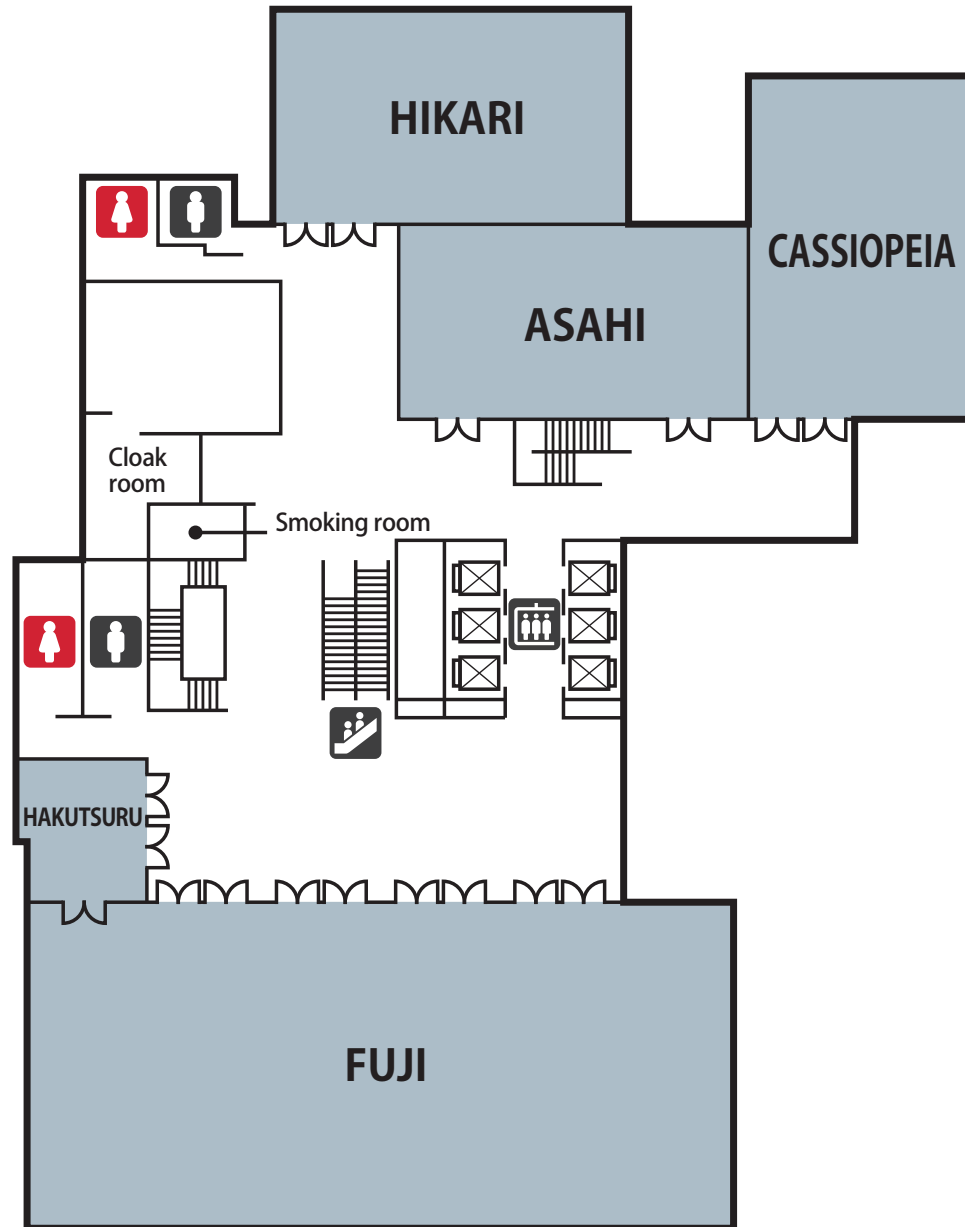 HIKARI
CASSIOPEIA
ASAHI
Cloak
room
Smoking room
HAKUTSURU
FUJI